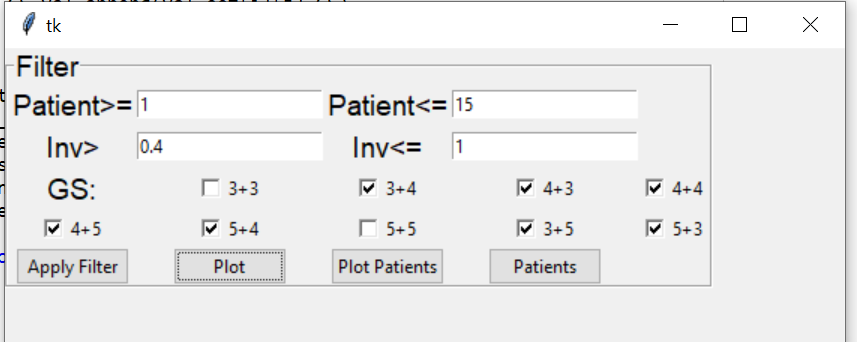 tk
Filter
Patient>= 1 Patient<= 15
Inv> 0.4 Inv<= 1
GS: 3+3 3+4 4+3 4+4
4+5 5+4 5+5 3+5 5+3
Apply Filter Plot Plot Patients Patients